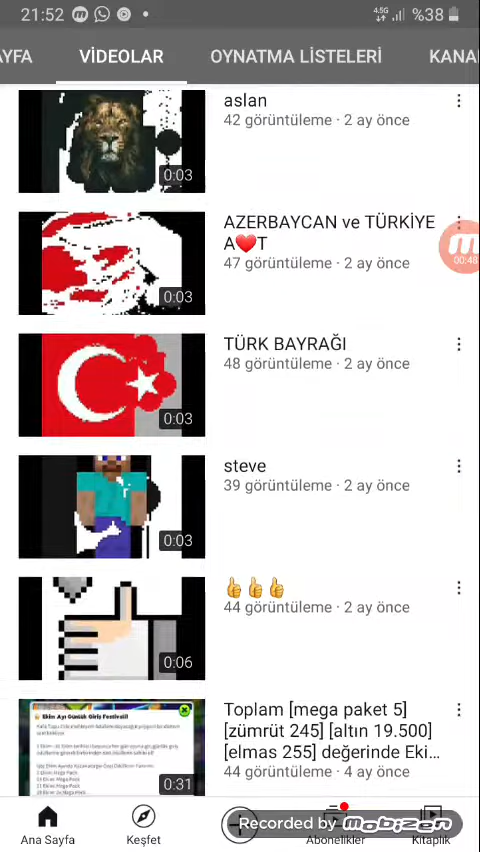 21:52
4.5G
%38
AYFA
VİDEOLAR
OYNATMA LİSTELERİ
KANA
aslan
42 görüntüleme · 2 ay önce
0:03
AZERBAYCAN ve TÜRKİYE
A❤️T
47 görüntüleme · 2 ay önce
0:03
00:48
TÜRK BAYRAĞI
48 görüntüleme · 2 ay önce
0:03
steve
39 görüntüleme · 2 ay önce
0:03
👍👍👍
44 görüntüleme · 2 ay önce
0:06
Ekim Ayı Günlük Giriş Festivali!
Toplam [mega paket 5]
[zümrüt 245] [altın 19.500]
[elmas 255] değerinde Eki...
44 görüntüleme · 4 ay önce
0:31
Recorded by mobizen
Ana Sayfa
Keşfet
Abonelikler
Kitaplık